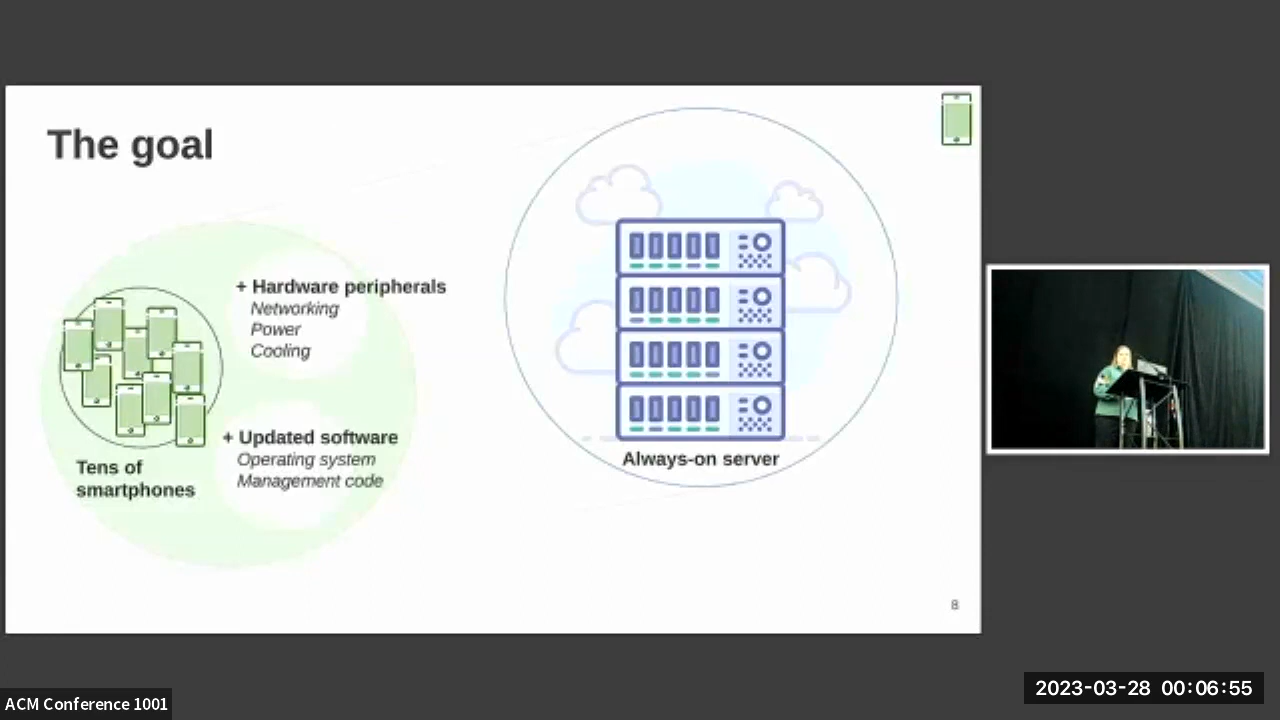 The goal
+ Hardware peripherals
Networking
Power
Cooling
+ Updated software
Operating system
Management code
Tens of
smartphones
Always-on server
8
ACM Conference 1001
2023-03-28 00:06:55